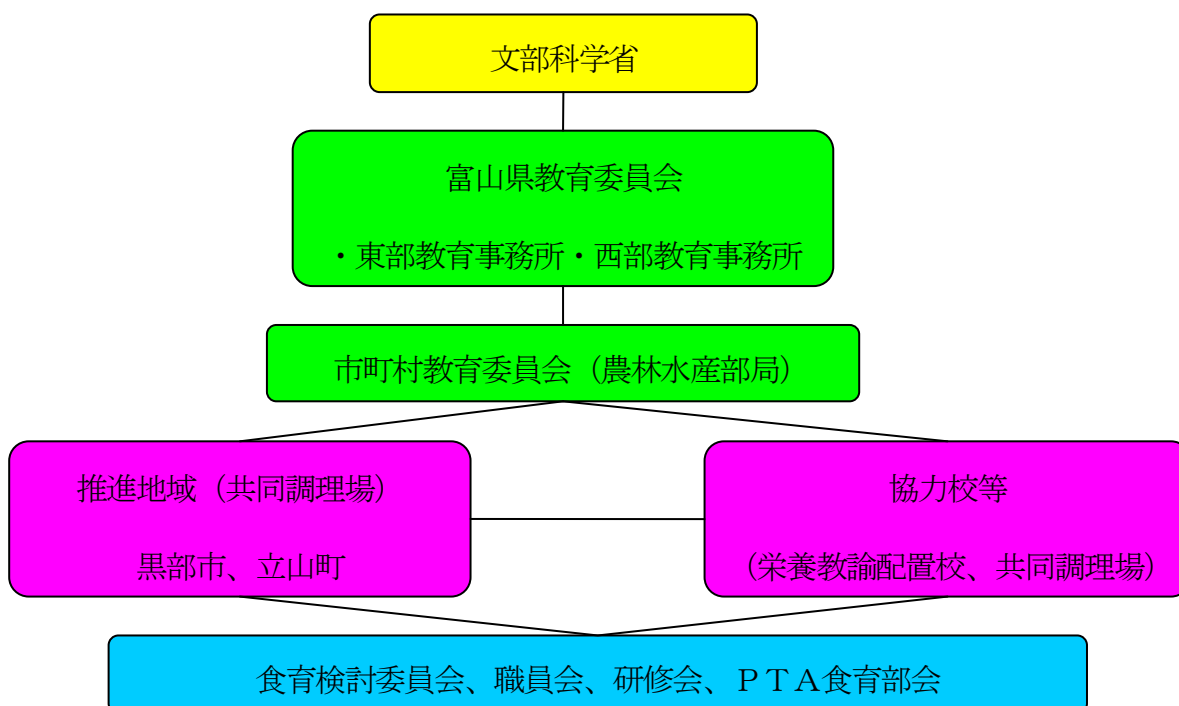 文部科学省
富山県教育委員会
・東部教育事務所・西部教育事務所
市町村教育委員会（農林水産部局）
推進地域（共同調理場）
黒部市、立山町
協力校等
（栄養教諭配置校、共同調理場）
食育検討委員会、職員会、研修会、ＰＴＡ食育部会